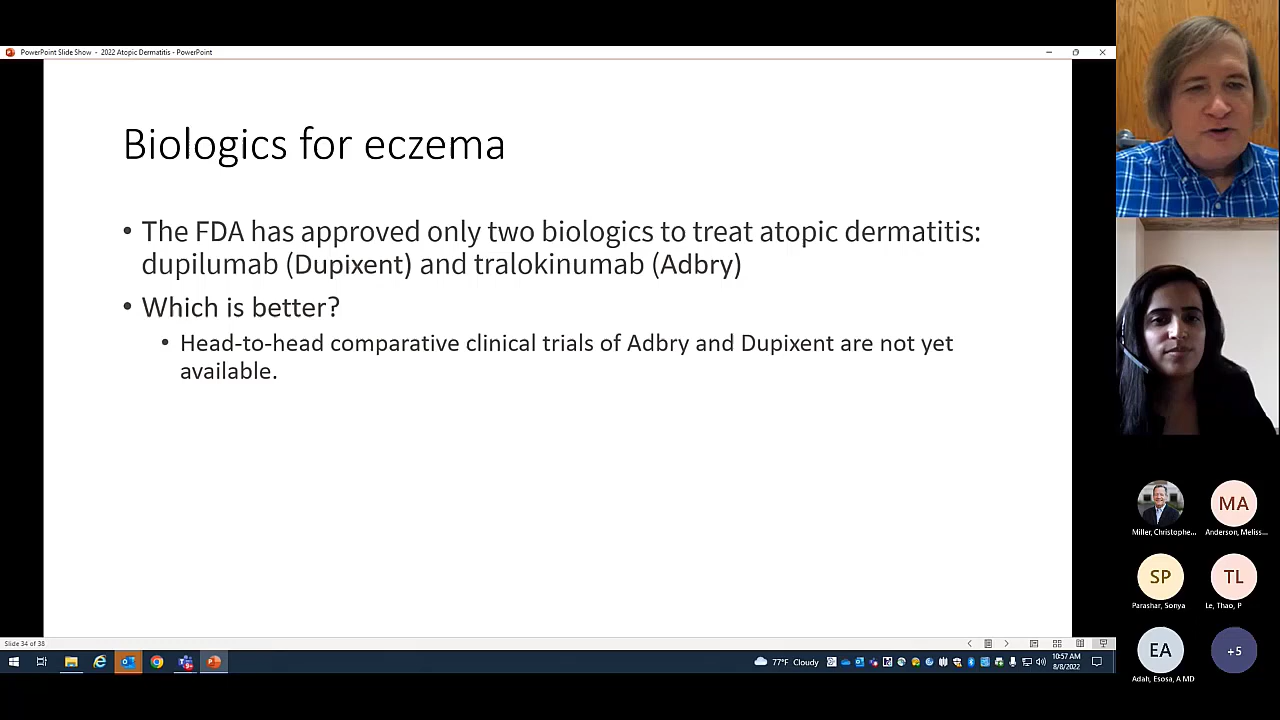 PowerPoint Slide Show - 2022 Atopic Dermatitis - PowerPoint
Biologics for eczema
• The FDA has approved only two biologics to treat atopic dermatitis:
dupilumab (Dupixent) and tralokinumab (Adbry)
• Which is better?
• Head-to-head comparative clinical trials of Adbry and Dupixent are not yet
available.
Miller, Christophe...
MA
Anderson, Meliss...
SP
Parashar, Sonya
TL
Le, Thao, P
EA
Adah, Esosa, A MD
+5
Slide 34 of 38
77°F Cloudy
10:57 AM
8/8/2022